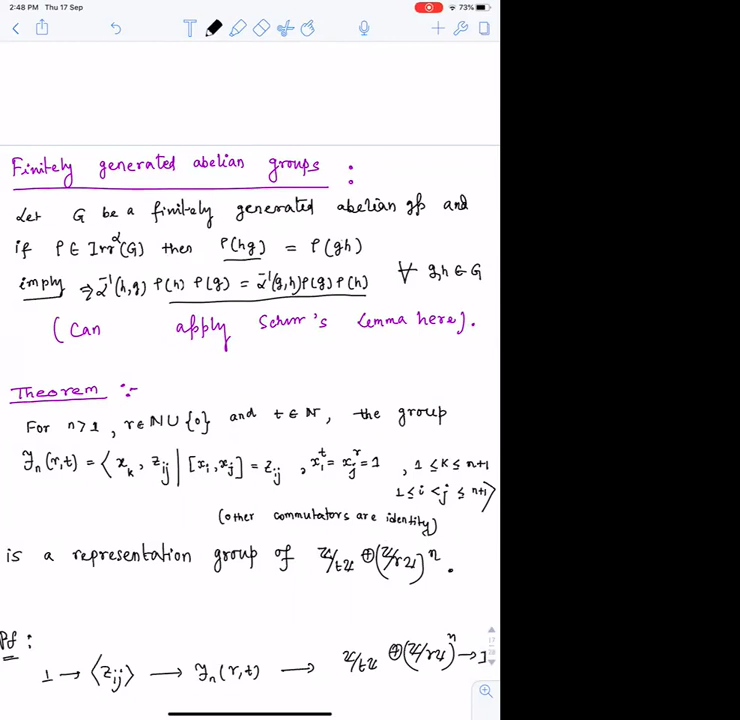 2:48 PM Thu 17 Sep
73%
Finitely generated abelian groups :
Let G be a finitely generated abelian gp and
if ρ ∈ Irr^α(G) then ρ(hg) = ρ(gh)
imply ⇒ α⁻¹(h,g) ρ(h) ρ(g) = α⁻¹(g,h) ρ(g) ρ(h) ∀ g,h ∈ G
(Can apply Schur's Lemma here).
Theorem :-
For n≥1, r∈ℕ∪{0} and t∈ℕ, the group
ℱₙ(r,t) = ⟨x_k, z_ij | [x_i, x_j] = z_ij, x_i^t = x_j^r = 1, 1≤k≤n+1
1≤i<j≤n+1⟩
(other commutators are identity)
is a representation group of ℤ/tℤ ⊕ (ℤ/rℤ)^n .
Pf :
1 → ⟨z_ij⟩ → ℱₙ(r,t) → ℤ/tℤ ⊕ (ℤ/rℤ)^n → 1